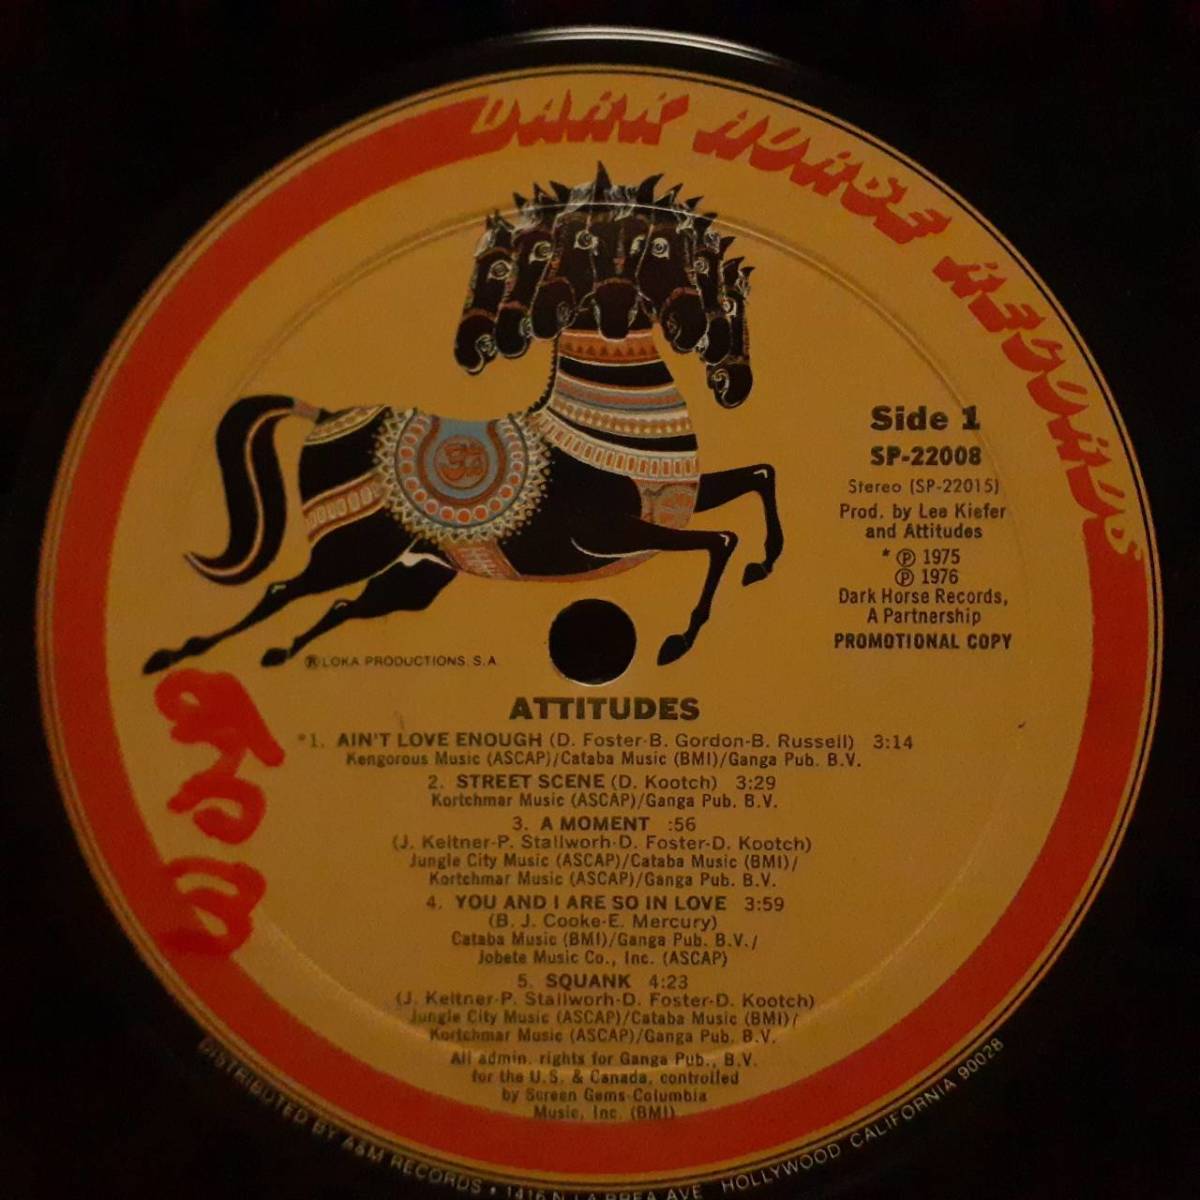 DARK HORSE RECORDS
Side 1
SP-22008
Stereo (SP-22015)
Prod. by Lee Kiefer
and Attitudes
* ℗ 1975
℗ 1976
Dark Horse Records,
A Partnership
PROMOTIONAL COPY
® LOKA PRODUCTIONS. S.A.
ATTITUDES
*1. AIN'T LOVE ENOUGH (D. Foster-B. Gordon-B. Russell) 3:14
Kengorous Music (ASCAP)/Cataba Music (BMI)/Ganga Pub. B.V.
2. STREET SCENE (D. Kootch) 3:29
Kortchmar Music (ASCAP)/Ganga Pub. B.V.
3. A MOMENT :56
(J. Keltner-P. Stallworh-D. Foster-D. Kootch)
Jungle City Music (ASCAP)/Cataba Music (BMI)/
Kortchmar Music (ASCAP)/Ganga Pub. B.V.
4. YOU AND I ARE SO IN LOVE 3:59
(B. J. Cooke-E. Mercury)
Cataba Music (BMI)/Ganga Pub. B.V./
Jobete Music Co., Inc. (ASCAP)
5. SQUANK 4:23
(J. Keltner-P. Stallworh-D. Foster-D. Kootch)
Jungle City Music (ASCAP)/Cataba Music (BMI)/
Kortchmar Music (ASCAP)/Ganga Pub. B.V.
All admin. rights for Ganga Pub., B.V.
for the U.S. & Canada, controlled
by Screen Gems-Columbia
Music, Inc. (BMI)
DISTRIBUTED BY A&M RECORDS • 1416 N. LA BREA AVE HOLLYWOOD CALIFORNIA 90028